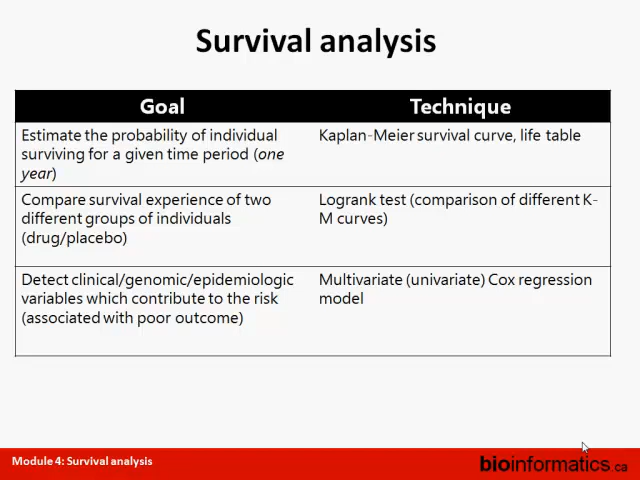 Survival analysis
Goal
Technique
Estimate the probability of individual
surviving for a given time period (one
year)
Kaplan-Meier survival curve, life table
Compare survival experience of two
different groups of individuals
(drug/placebo)
Logrank test (comparison of different K-
M curves)
Detect clinical/genomic/epidemiologic
variables which contribute to the risk
(associated with poor outcome)
Multivariate (univariate) Cox regression
model
Module 4: Survival analysis
bioinformatics.ca